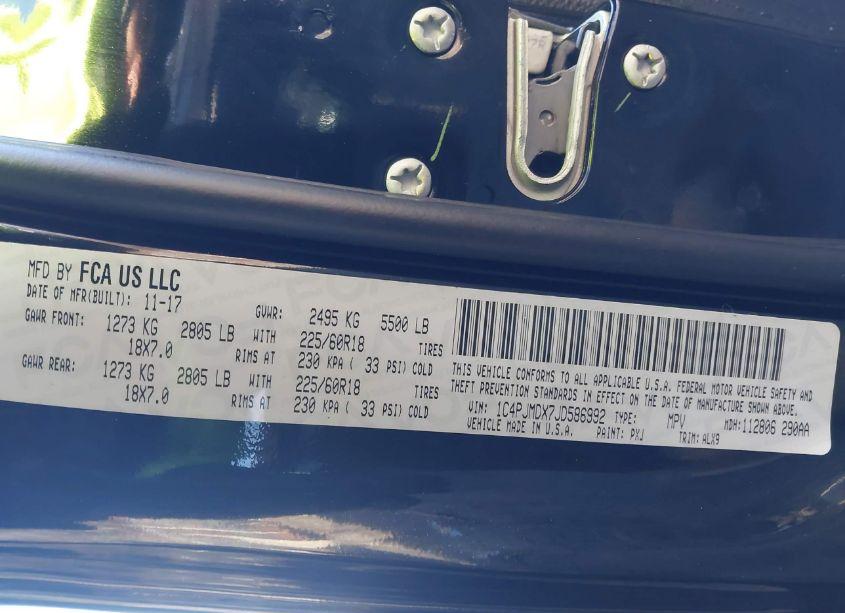 MFD BY FCA US LLC
DATE OF MFR(BUILT): 11-17 GVWR: 2495 KG 5500 LB
GAWR FRONT: 1273 KG 2805 LB WITH 225/60R18 TIRES
18X7.0 RIMS AT 230 KPA ( 33 PSI) COLD
GAWR REAR: 1273 KG 2805 LB WITH 225/60R18 TIRES
18X7.0 RIMS AT 230 KPA ( 33 PSI) COLD
THIS VEHICLE CONFORMS TO ALL APPLICABLE U.S.A. FEDERAL MOTOR VEHICLE SAFETY AND
THEFT PREVENTION STANDARDS IN EFFECT ON THE DATE OF MANUFACTURE SHOWN ABOVE.
VIN: 1C4PJMDX7JD586992 TYPE: MPV MDH:112806 290AA
VEHICLE MADE IN U.S.A. PAINT: PXJ TRIM: ALX9